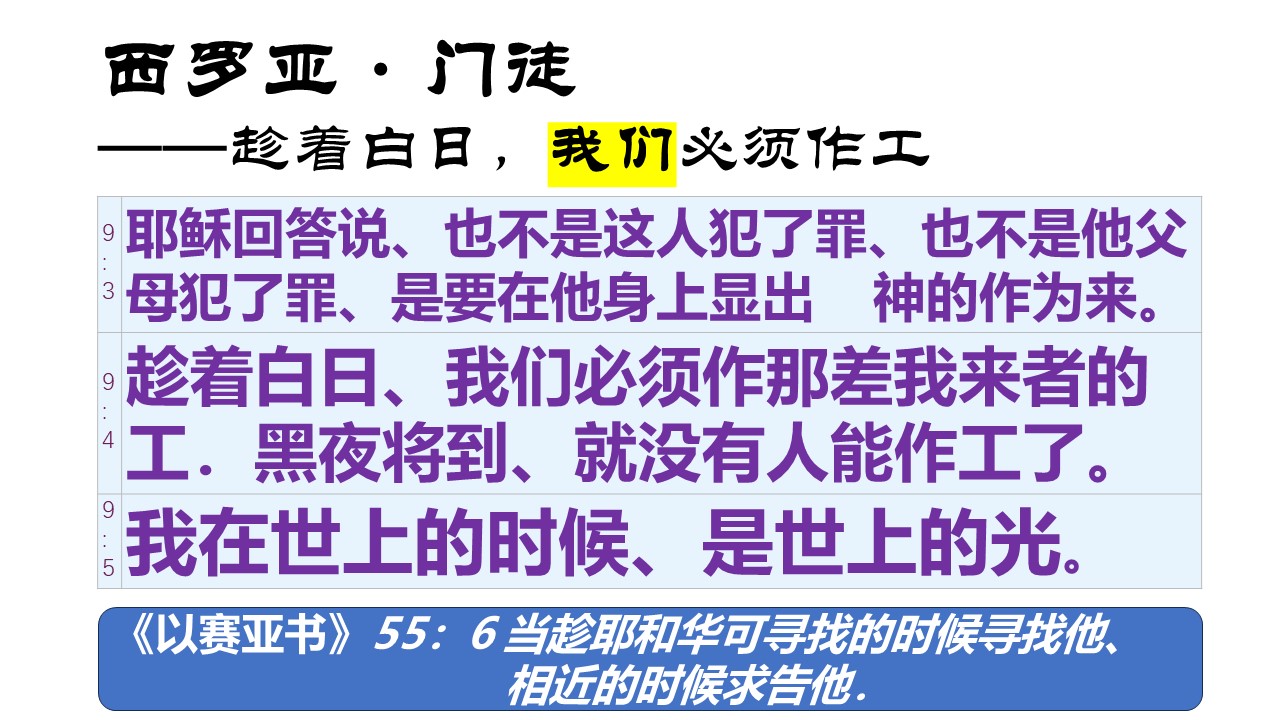 西罗亚·门徒
——趁着白日，我们必须作工
9:3 耶稣回答说、也不是这人犯了罪、也不是他父
母犯了罪、是要在他身上显出　神的作为来。
9:4 趁着白日、我们必须作那差我来者的
工．黑夜将到、就没有人能作工了。
9:5 我在世上的时候、是世上的光。
《以赛亚书》55：6 当趁耶和华可寻找的时候寻找他、
相近的时候求告他．